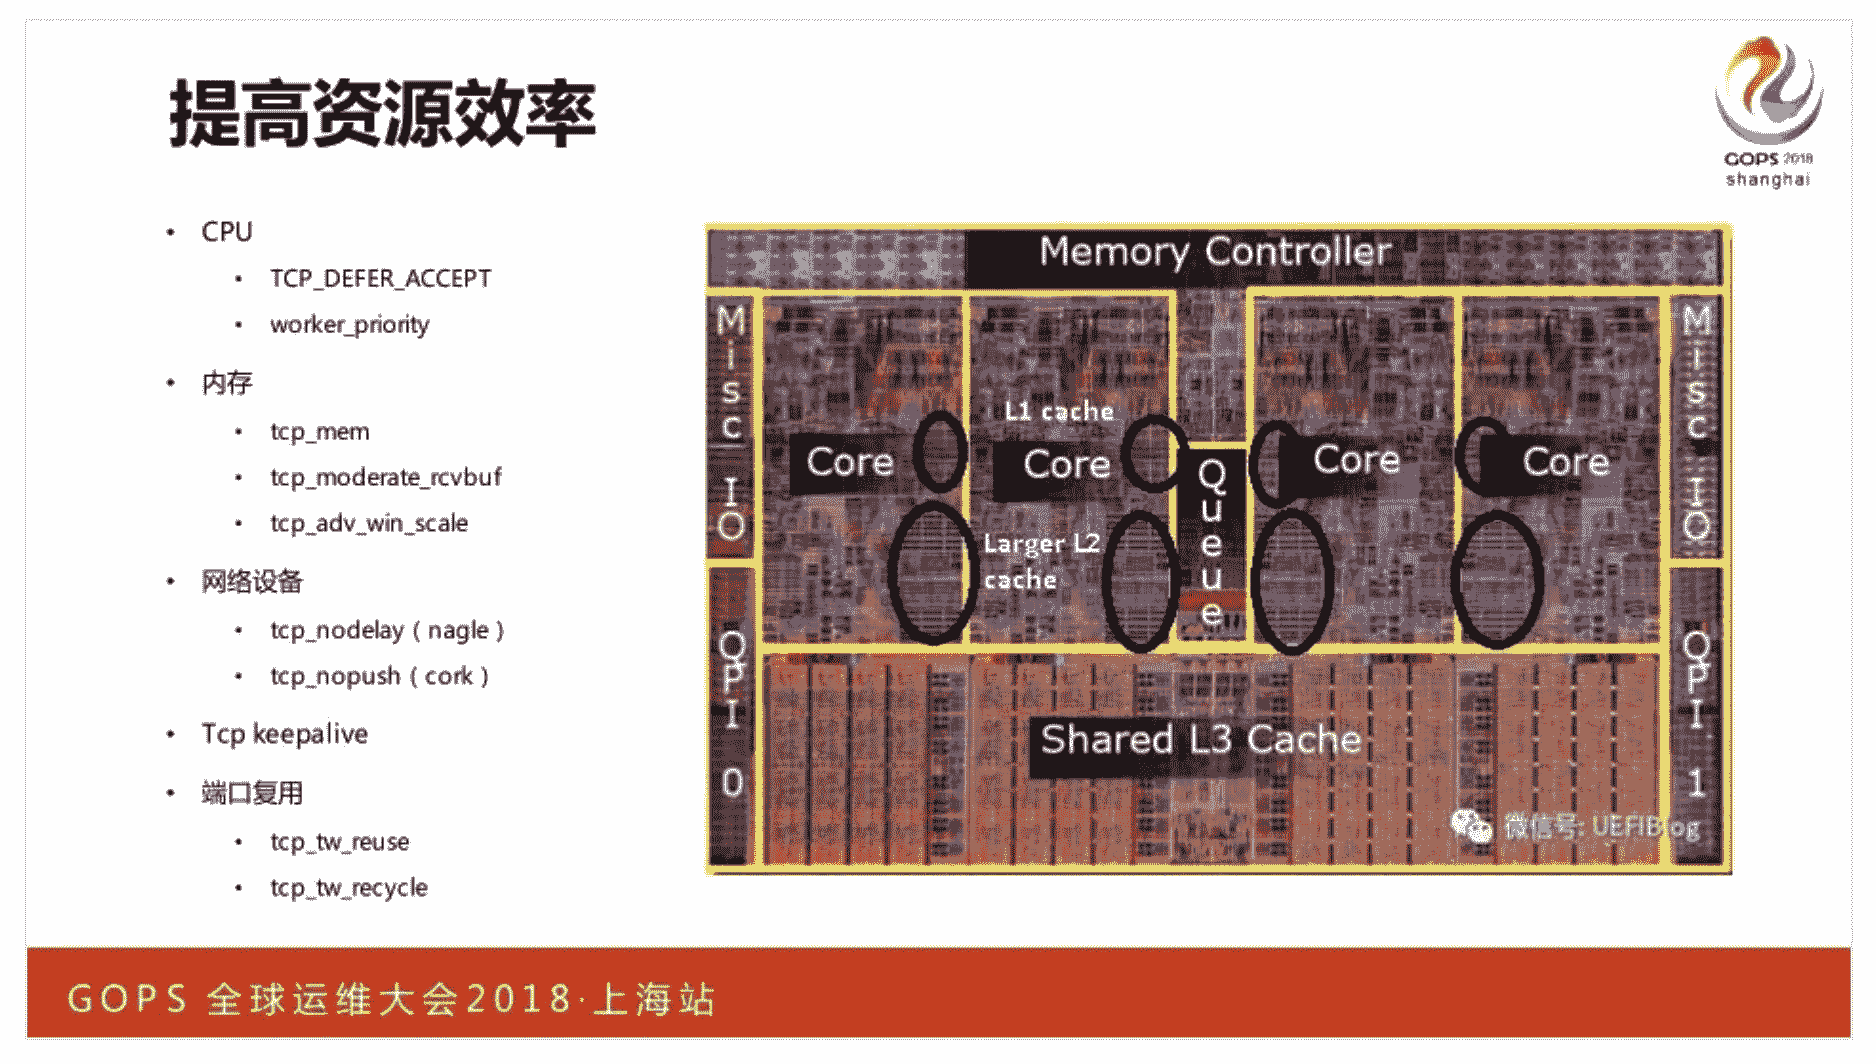 提高资源效率
GOPS 2018
shanghai
• CPU
• TCP_DEFER_ACCEPT
• worker_priority
• 内存
• tcp_mem
• tcp_moderate_rcvbuf
• tcp_adv_win_scale
• 网络设备
• tcp_nodelay ( nagle )
• tcp_nopush ( cork )
• Tcp keepalive
• 端口复用
• tcp_tw_reuse
• tcp_tw_recycle
Memory Controller
Misc IO
Core
L1 cache
Core
Larger L2
cache
Queue
Core
Core
Misc IO
QPI 0
Shared L3 Cache
QPI 1
微信号: UEFIBlog
GOPS 全球运维大会2018·上海站